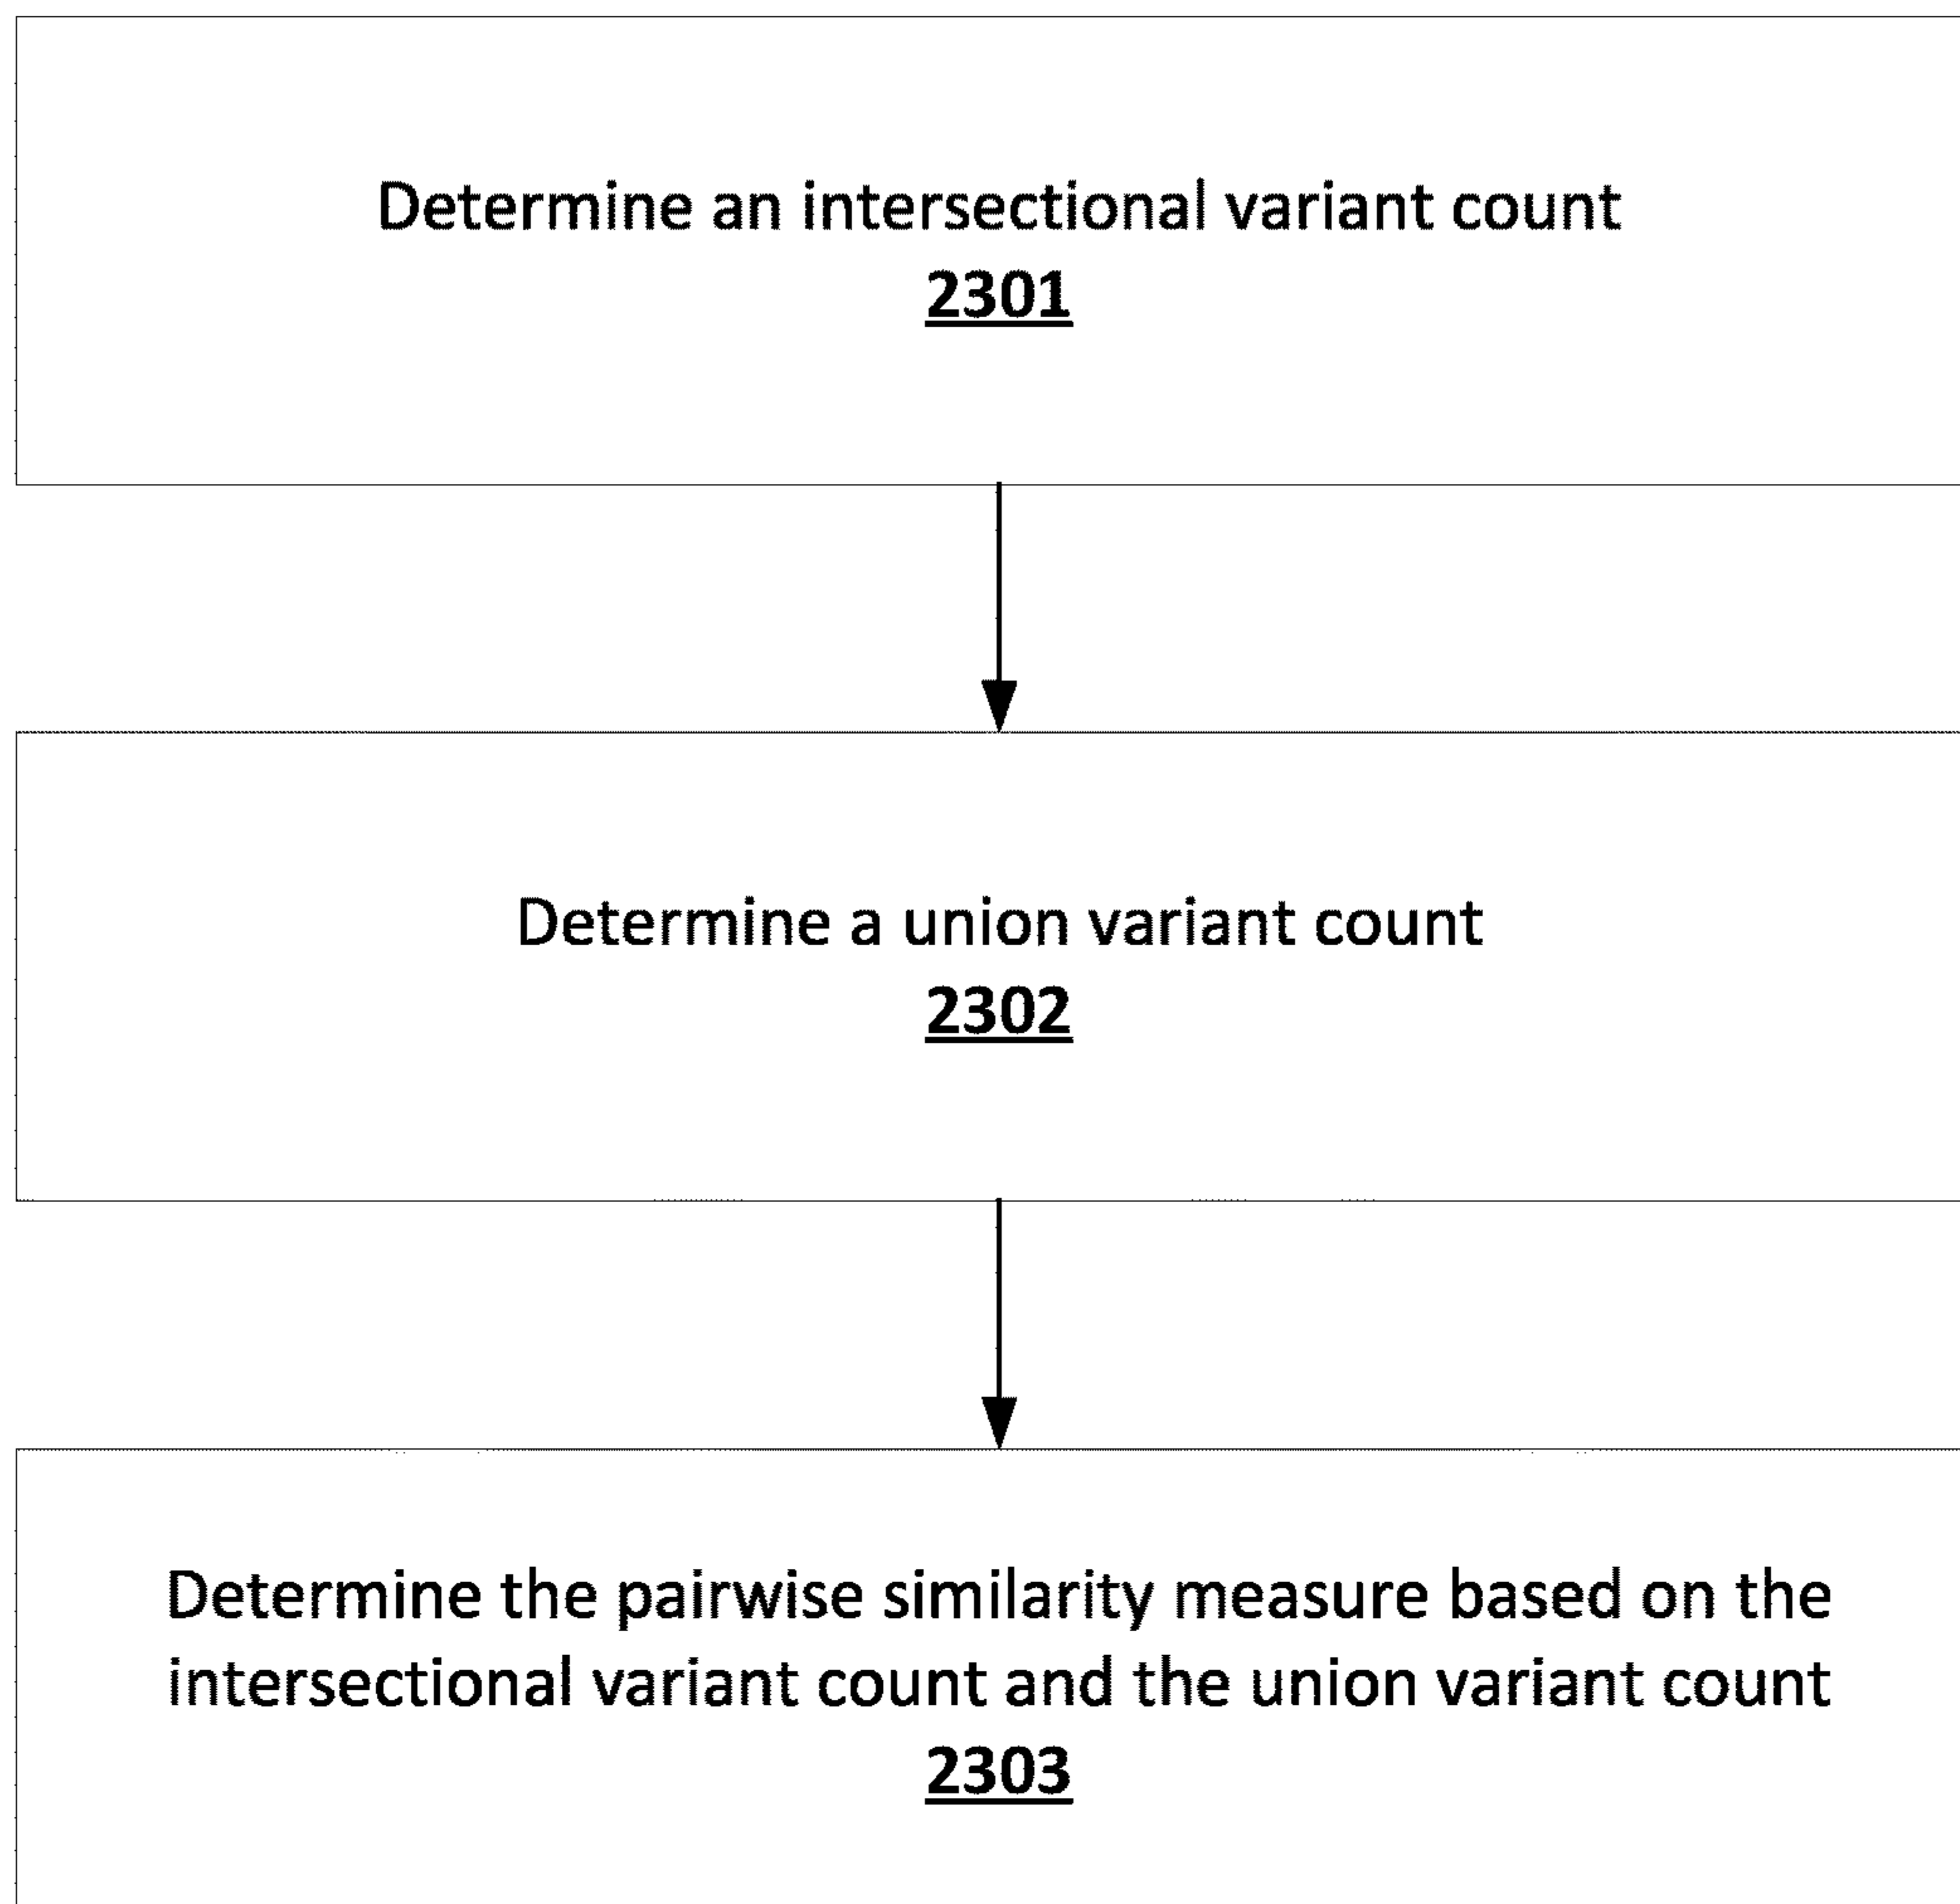 Determine an intersectional variant count
2301
Determine a union variant count
2302
Determine the pairwise similarity measure based on the
intersectional variant count and the union variant count
2303